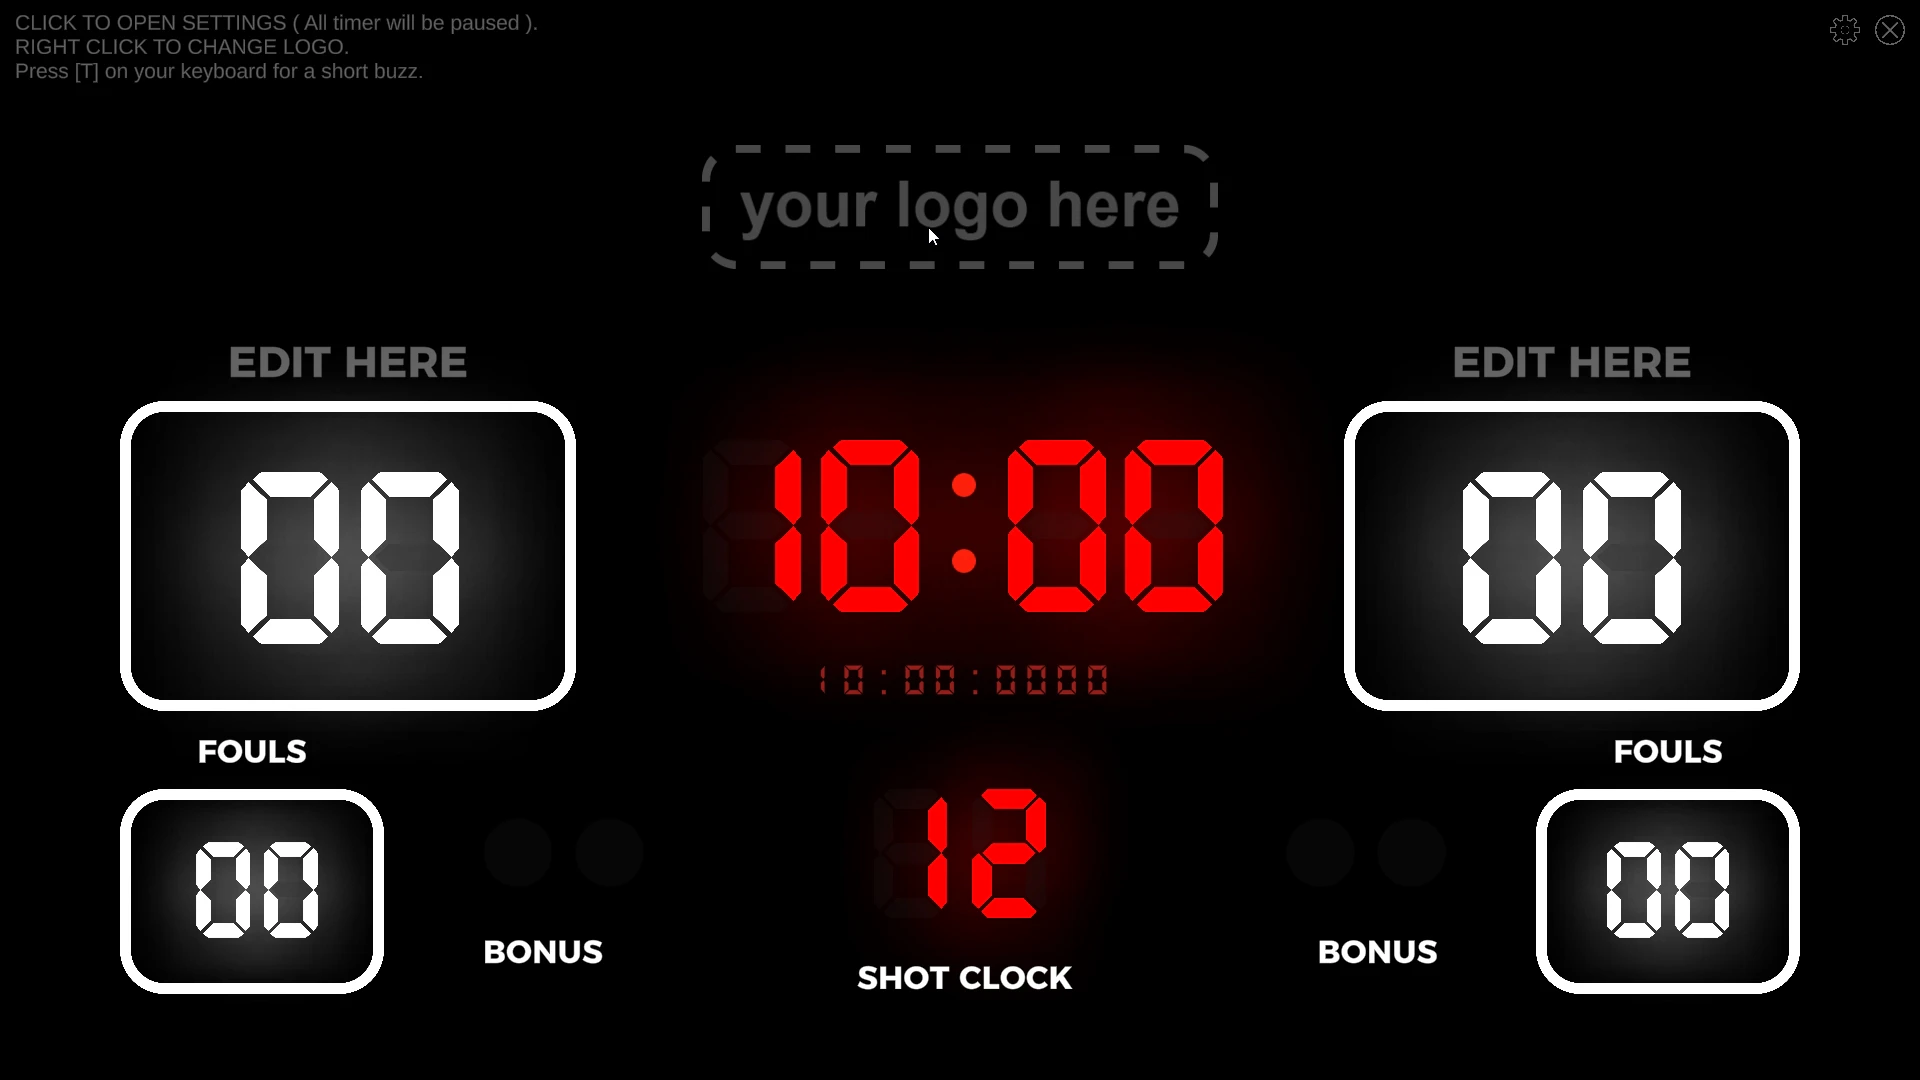 CLICK TO OPEN SETTINGS ( All timer will be paused ).
RIGHT CLICK TO CHANGE LOGO.
Press [T] on your keyboard for a short buzz.
your logo here
EDIT HERE
EDIT HERE
00
10:00
00
10:00:0000
FOULS
FOULS
00
12
00
BONUS
BONUS
SHOT CLOCK